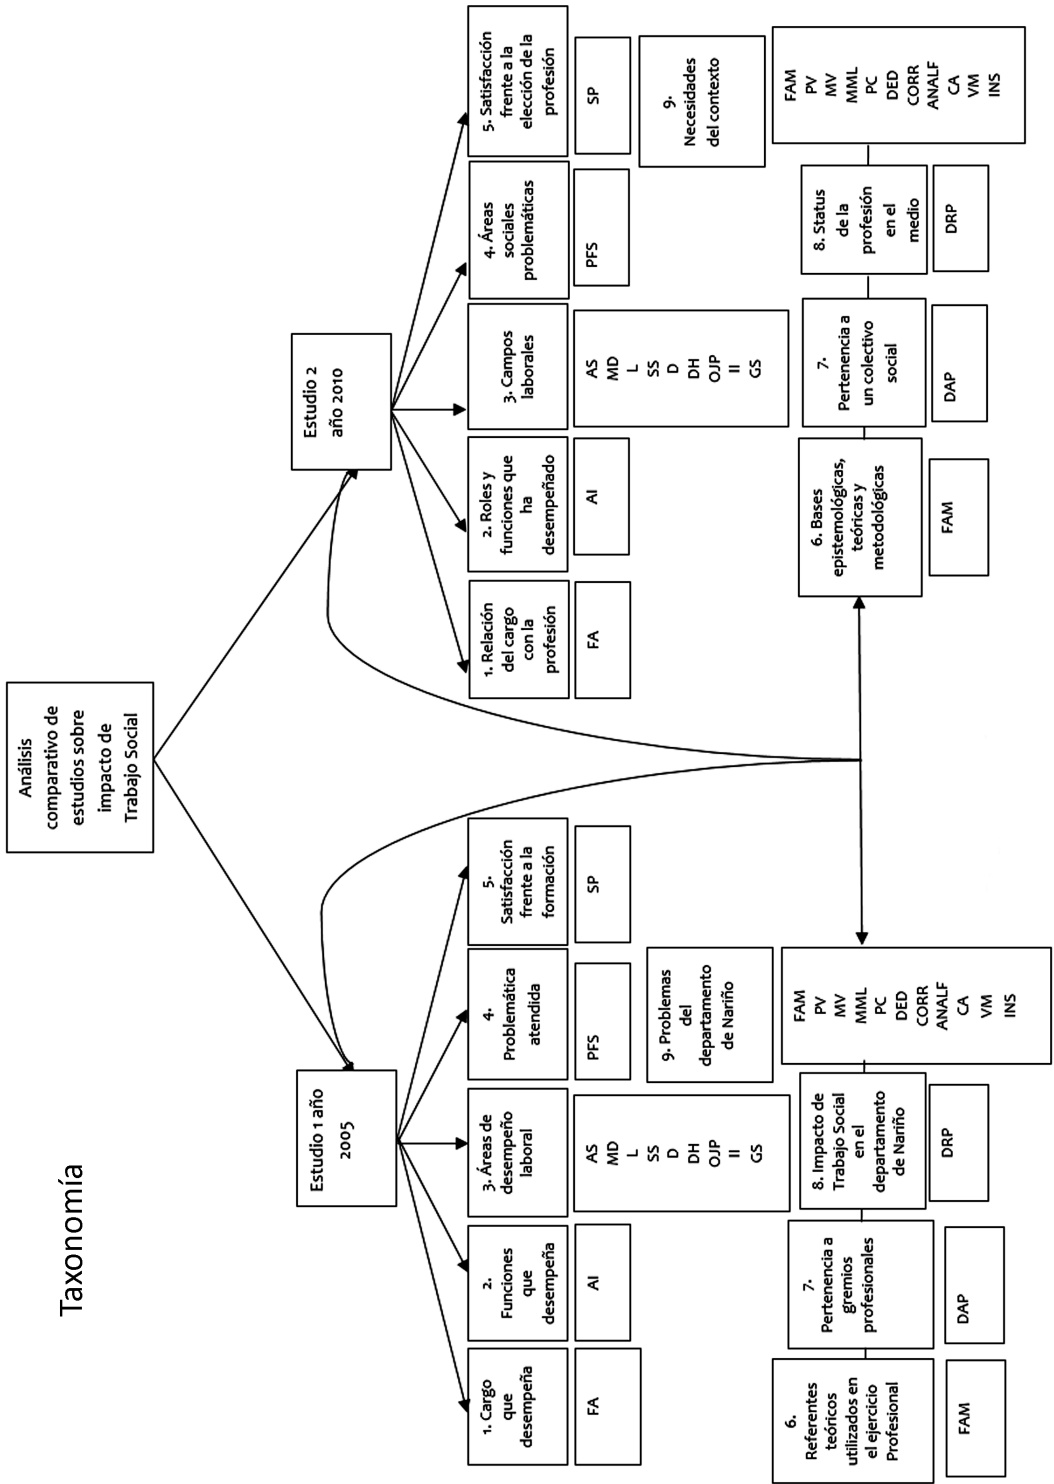 Taxonomía
Análisis
comparativo de
estudios sobre
impacto de
Trabajo Social
Estudio 1 año
2005
Estudio 2
año 2010
1. Cargo
que
desempeña
FA
2.
Funciones
que
desempeña
AI
3. Áreas de
desempeño
laboral
AS
MD
L
SS
D
DH
OJP
II
GS
4.
Problemática
atendida
PFS
5.
Satisfacción
frente a la
formación
SP
1. Relación
del cargo
con la
profesión
FA
2. Roles y
funciones que
ha
desempeñado
AI
3. Campos
laborales
AS
MD
L
SS
D
DH
OJP
II
GS
4. Áreas
sociales
problemáticas
PFS
5. Satisfacción
frente a la
elección de la
profesión
SP
6.
Referentes
teóricos
utilizados en
el ejercicio
Profesional
FAM
7.
Pertenencia a
gremios
profesionales
DAP
8. Impacto de
Trabajo Social
en el
departamento
de Nariño
DRP
9. Problemas
del
departamento
de Nariño
FAM
PV
MV
MML
PC
DED
CORR
ANALF
CA
VM
INS
6. Bases
epistemológicas,
teóricas y
metodológicas
FAM
7.
Pertenencia a
un colectivo
social
DAP
8. Status
de la
profesión
en el
medio
DRP
9.
Necesidades
del contexto
FAM
PV
MV
MML
PC
DED
CORR
ANALF
CA
VM
INS